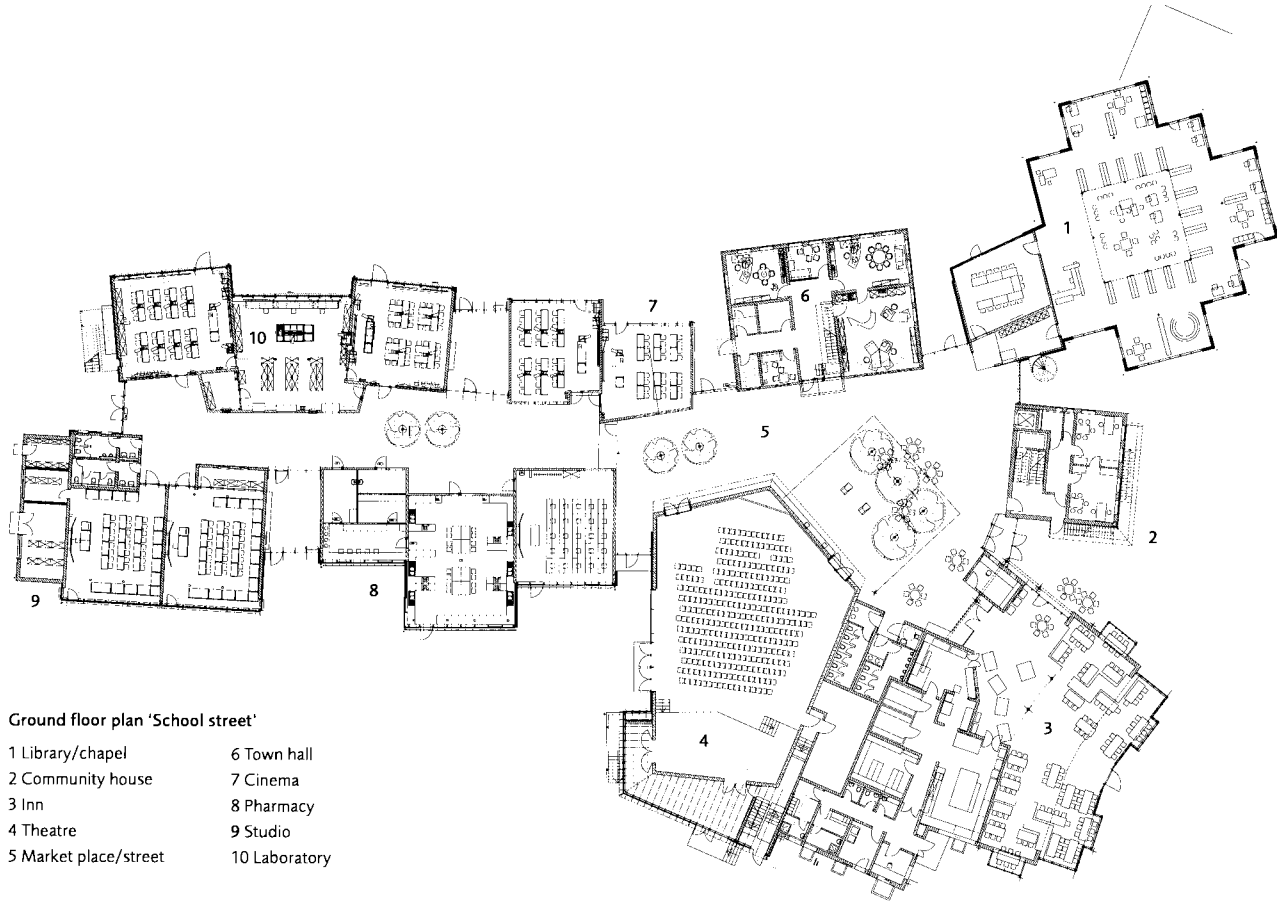 1
7
6
10
5
2
9
8
3
4
Ground floor plan 'School street'
1 Library/chapel
2 Community house
3 Inn
4 Theatre
5 Market place/street
6 Town hall
7 Cinema
8 Pharmacy
9 Studio
10 Laboratory